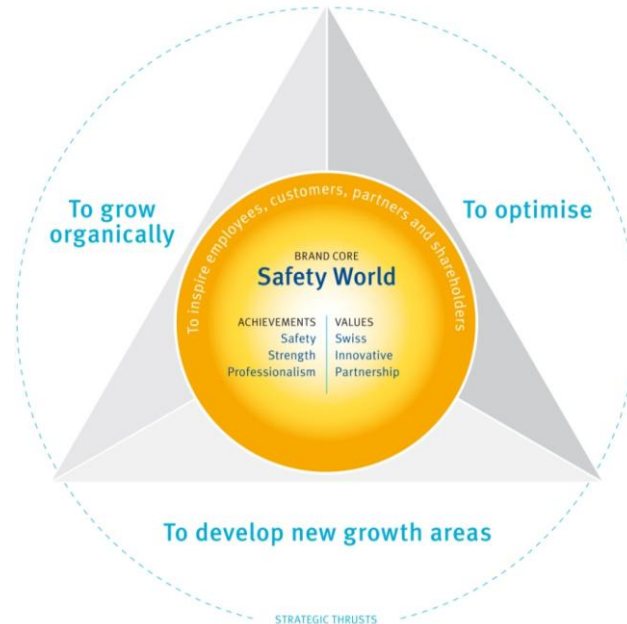 To grow
organically
To optimise
To inspire employees, customers, partners and shareholders
BRAND CORE
Safety World
ACHIEVEMENTS
Safety
Strength
Professionalism
VALUES
Swiss
Innovative
Partnership
To develop new growth areas
STRATEGIC THRUSTS